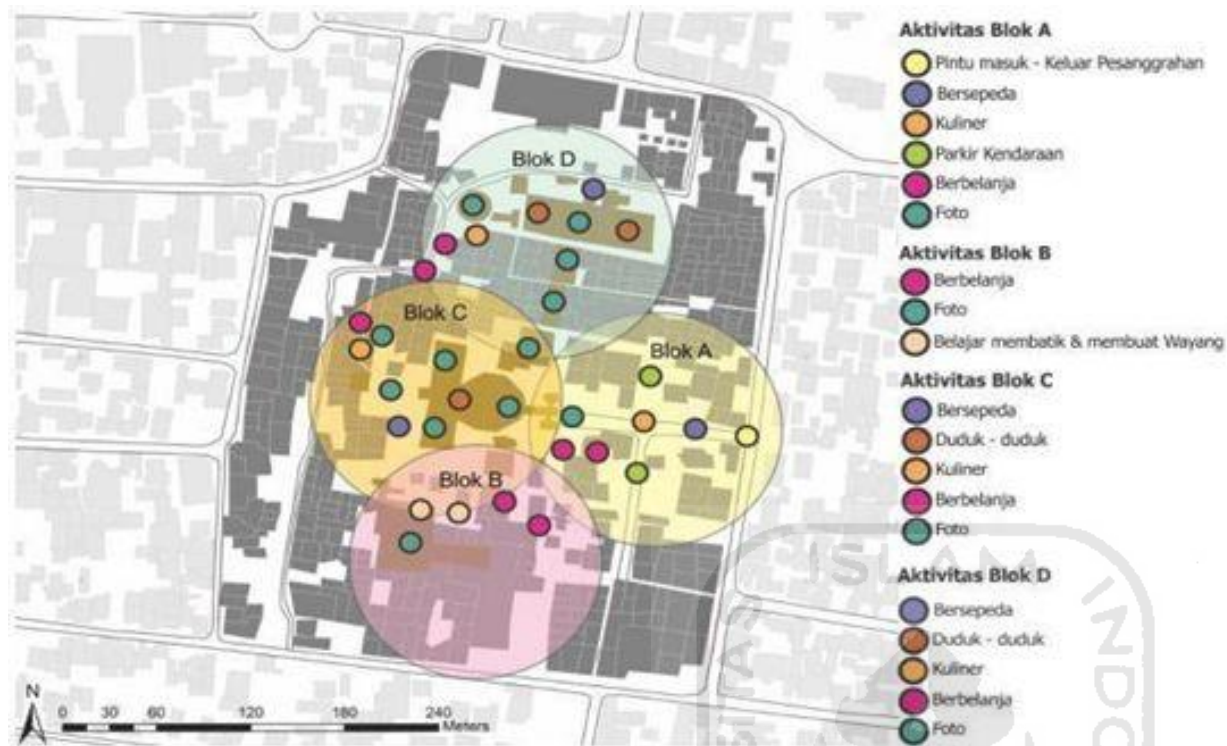 Aktivitas Blok A
Pintu masuk - Keluar Pesanggrahan
Bersepeda
Kuliner
Parkir Kendaraan
Berbelanja
Foto
Aktivitas Blok B
Berbelanja
Foto
Belajar membatik & membuat Wayang
Aktivitas Blok C
Bersepeda
Duduk - duduk
Kuliner
Berbelanja
Foto
Aktivitas Blok D
Bersepeda
Duduk - duduk
Kuliner
Berbelanja
Foto
Blok D
Blok C
Blok A
Blok B
N
0 30 60 120 180 240
Meters
ISLAM